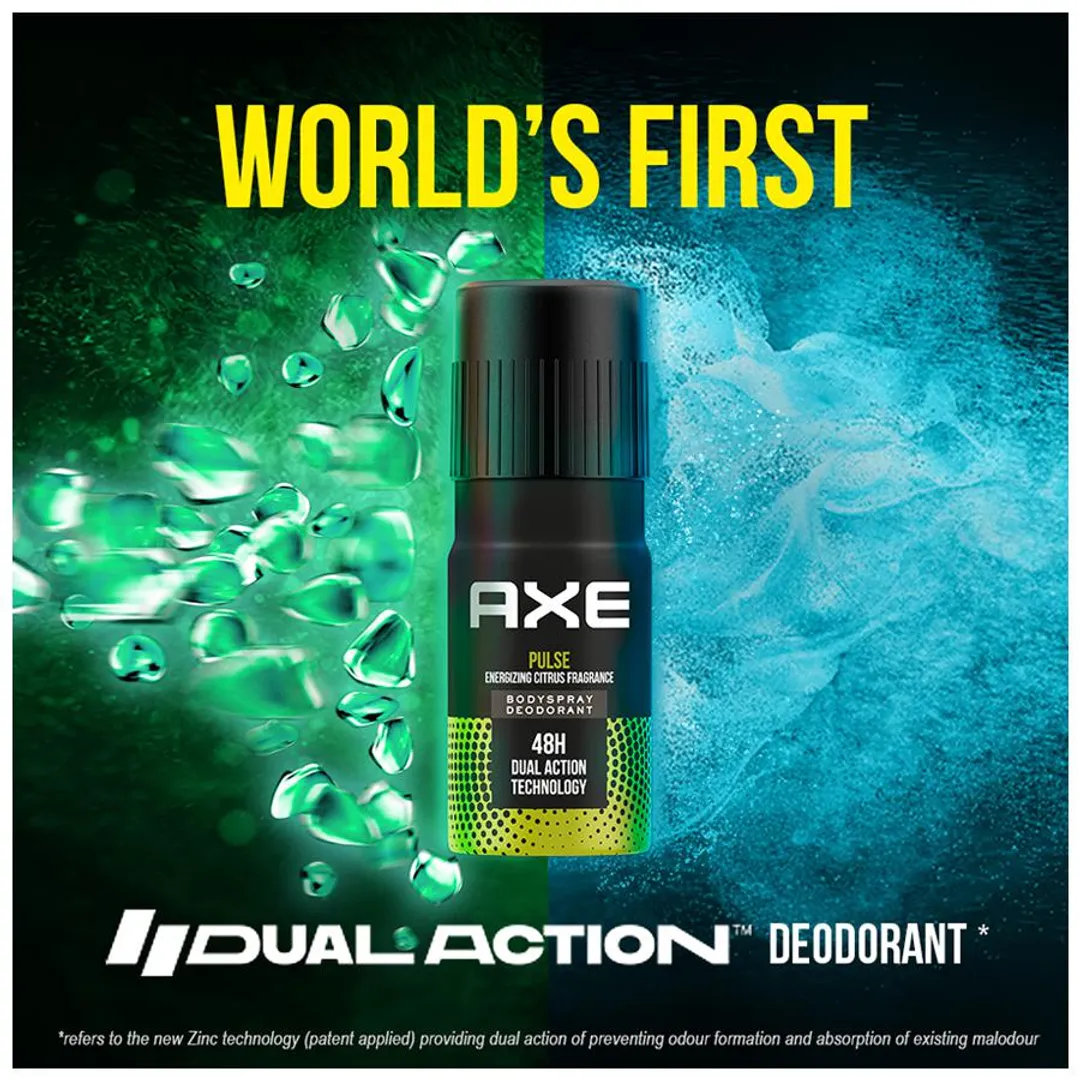 WORLD'S FIRST
AXE
PULSE
ENERGIZING CITRUS FRAGRANCE
BODYSPRAY
DEODORANT
48H
DUAL ACTION
TECHNOLOGY
DUAL ACTION™ DEODORANT*
*refers to the new Zinc technology (patent applied) providing dual action of preventing odour formation and absorption of existing malodour